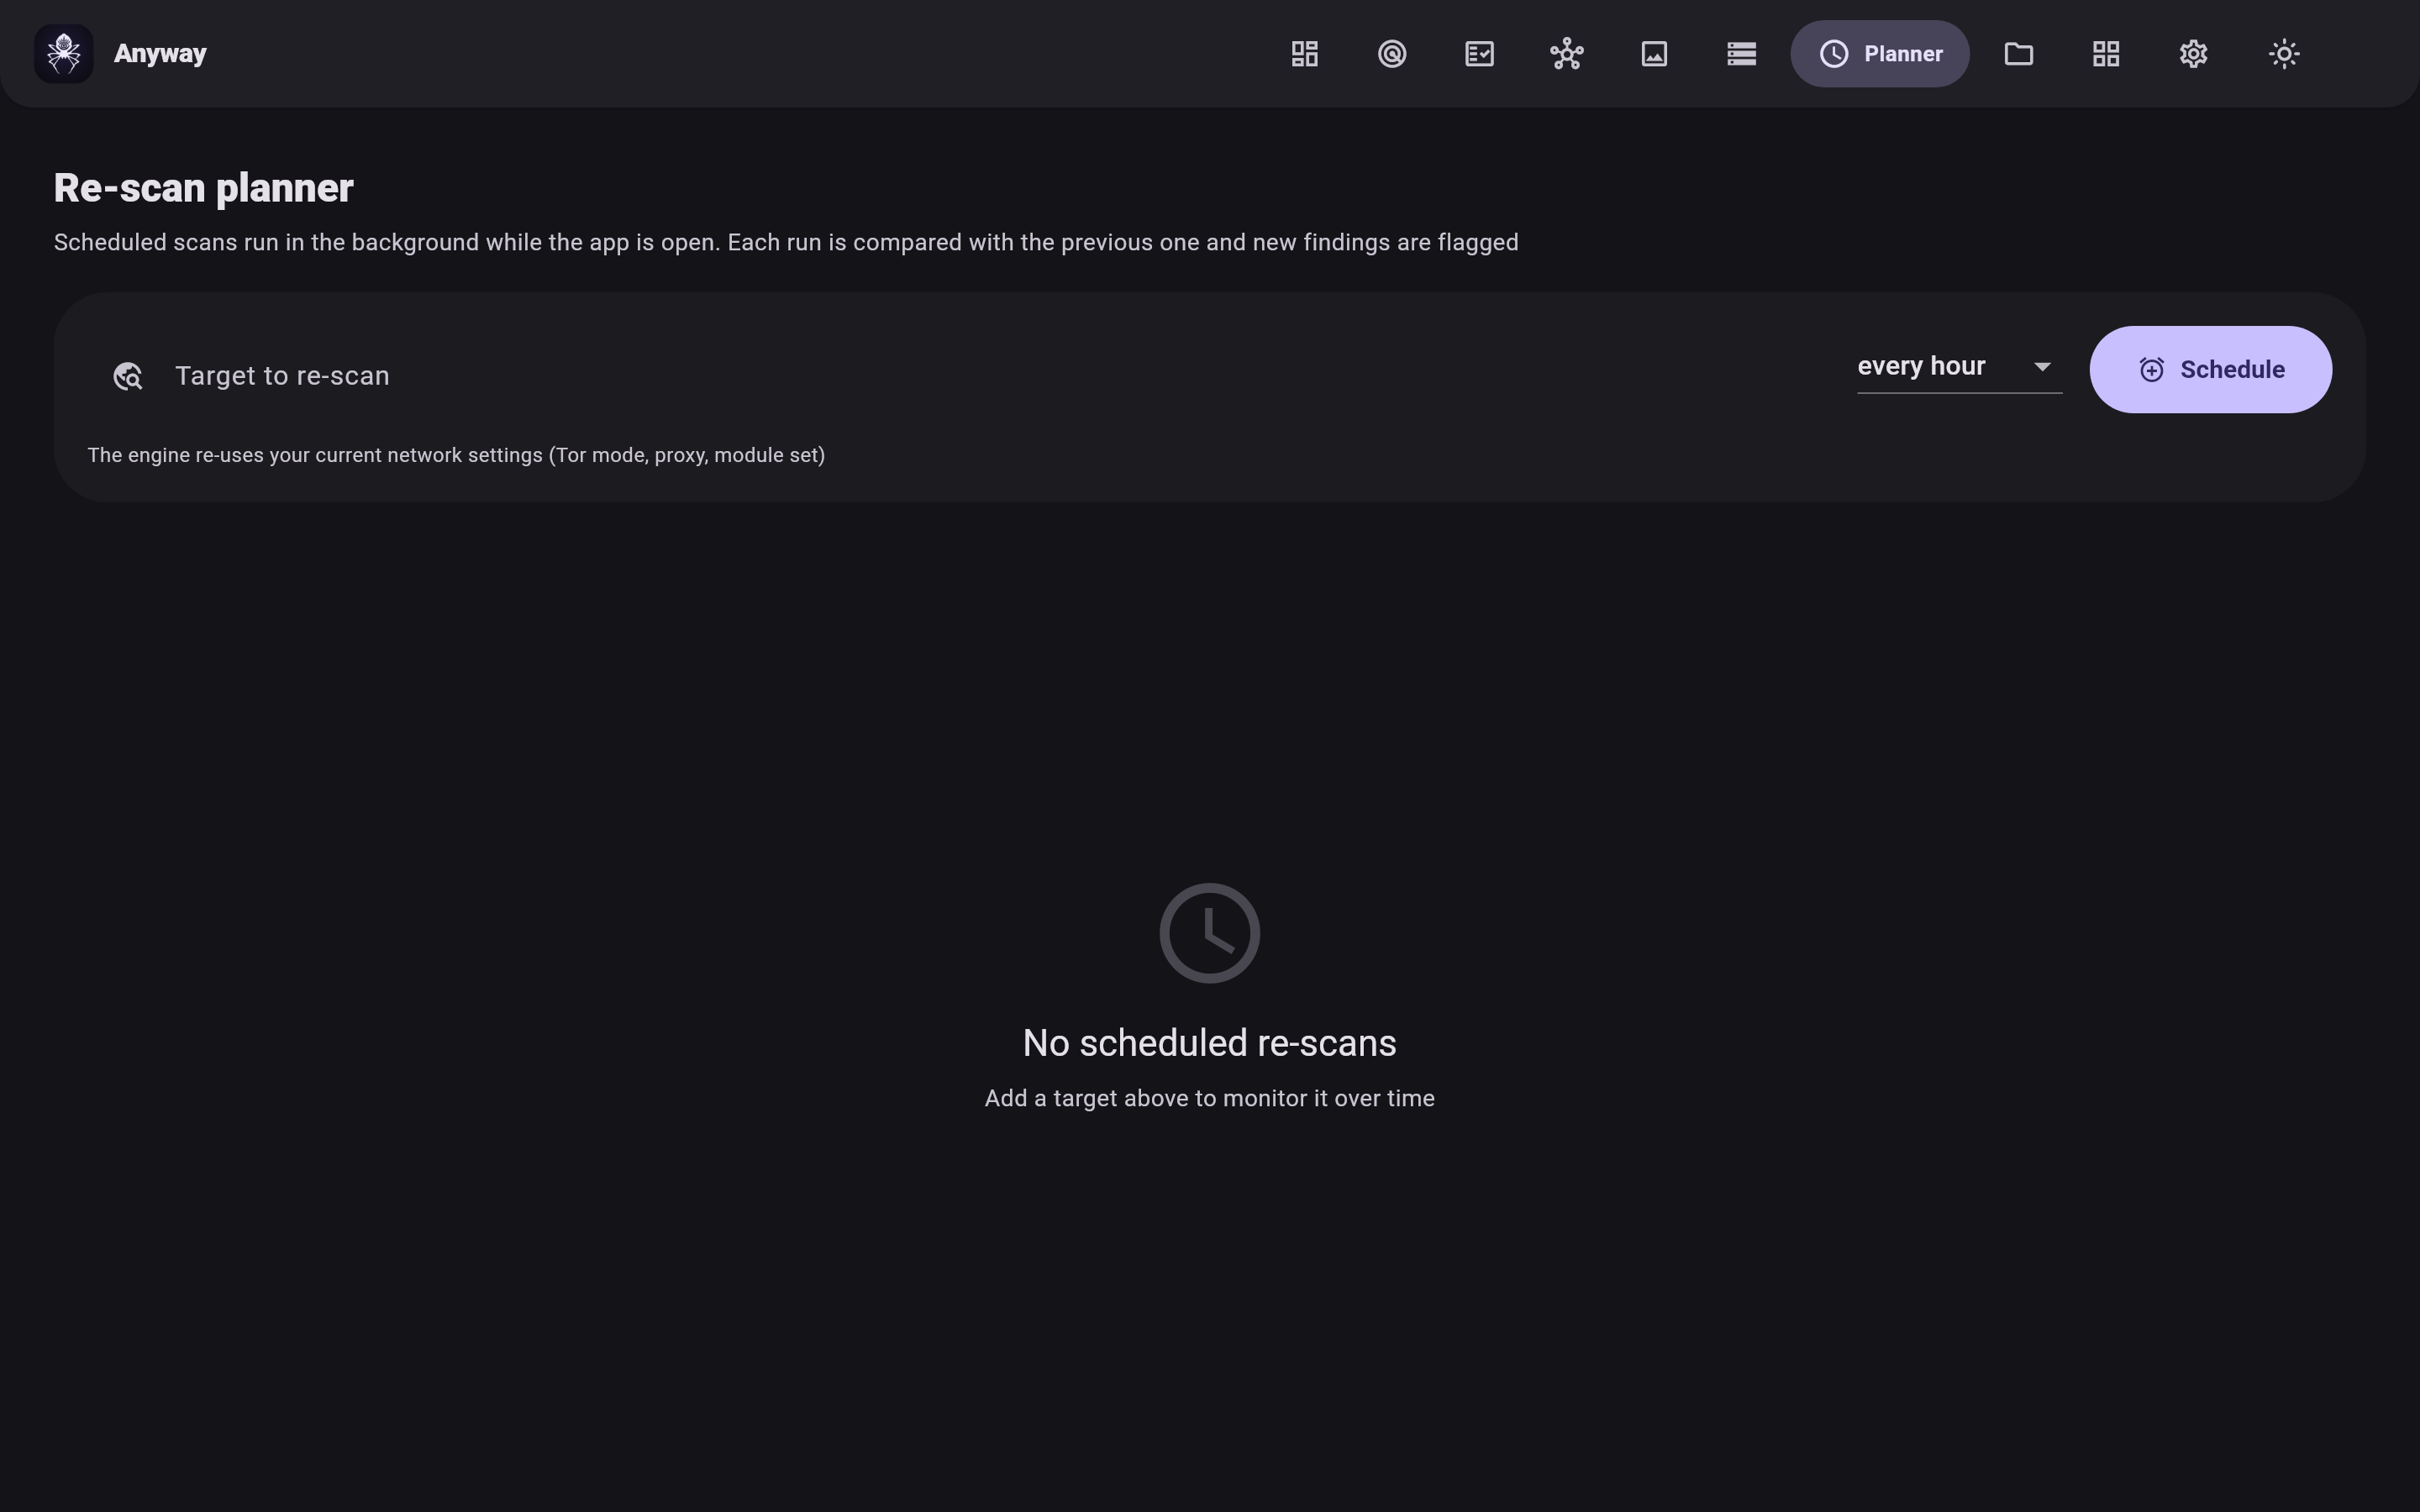 Anyway
Planner
Re-scan planner
Scheduled scans run in the background while the app is open. Each run is compared with the previous one and new findings are flagged
Target to re-scan
every hour
Schedule
The engine re-uses your current network settings (Tor mode, proxy, module set)
No scheduled re-scans
Add a target above to monitor it over time